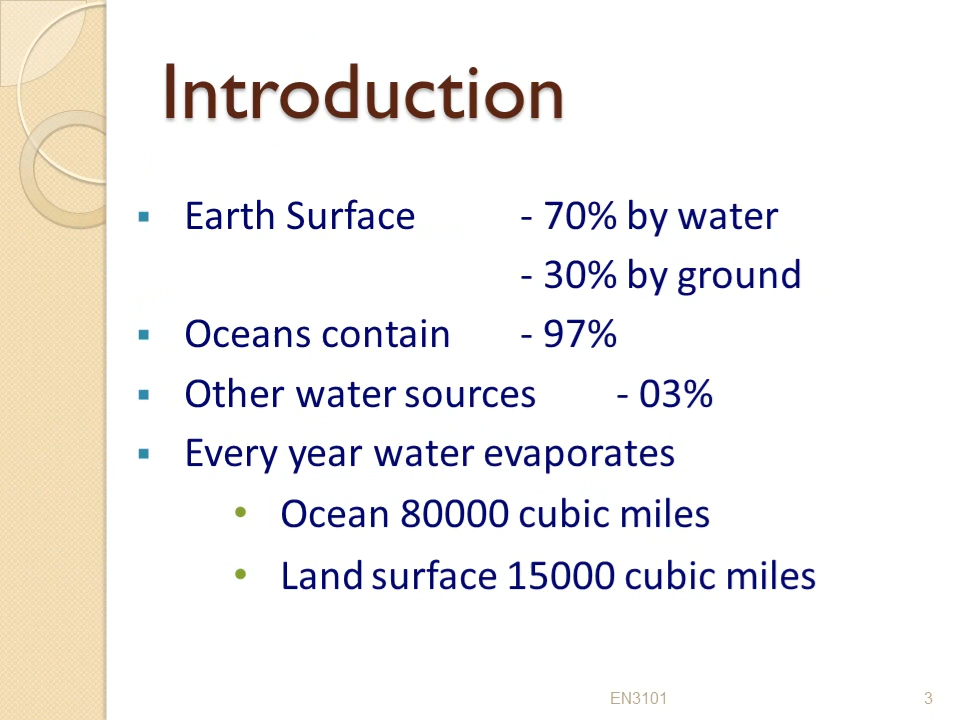 Introduction
▪ Earth Surface - 70% by water
- 30% by ground
▪ Oceans contain - 97%
▪ Other water sources - 03%
▪ Every year water evaporates
• Ocean 80000 cubic miles
• Land surface 15000 cubic miles
EN3101 3